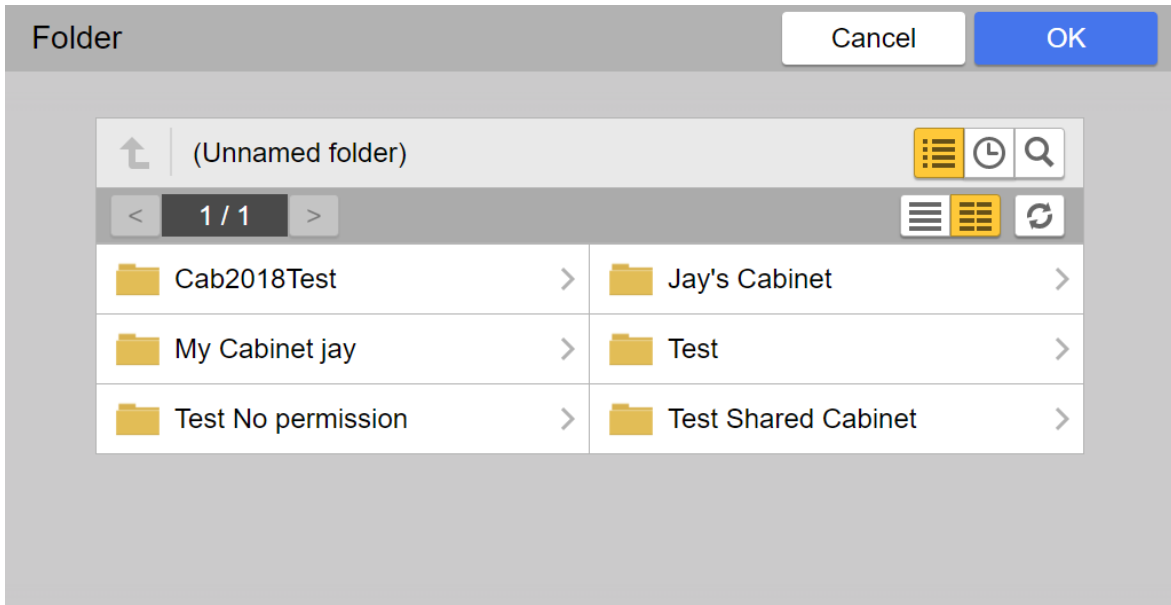 Folder Cancel OK
(Unnamed folder)
< 1 / 1 >
Cab2018Test Jay's Cabinet
My Cabinet jay Test
Test No permission Test Shared Cabinet